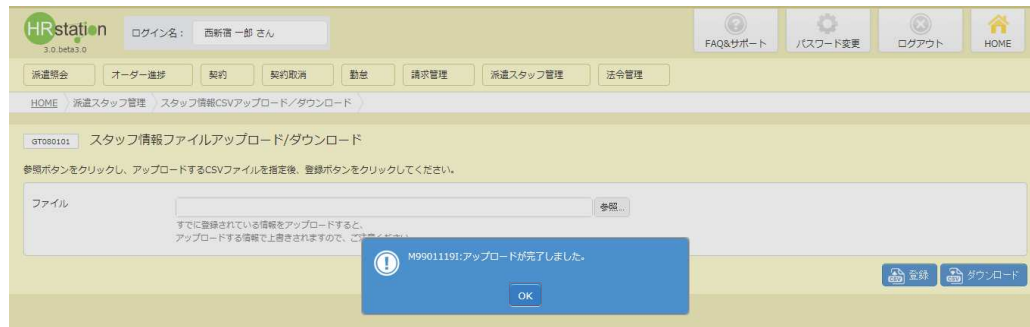 HRstation
3.0.beta3.0
ログイン名： 西新宿 一郎 さん
FAQ&サポート
パスワード変更
ログアウト
HOME
派遣照会
オーダー進捗
契約
契約取消
勤怠
請求管理
派遣スタッフ管理
法令管理
HOME 派遣スタッフ管理 スタッフ情報CSVアップロード／ダウンロード
GT080101 スタッフ情報ファイルアップロード/ダウンロード
参照ボタンをクリックし、アップロードするCSVファイルを指定後、登録ボタンをクリックしてください。
ファイル
参照...
すでに登録されている情報をアップロードすると、
アップロードする情報で上書きされますので、ご
M9901119I:アップロードが完了しました。
OK
CSV 登録
CSV ダウンロード